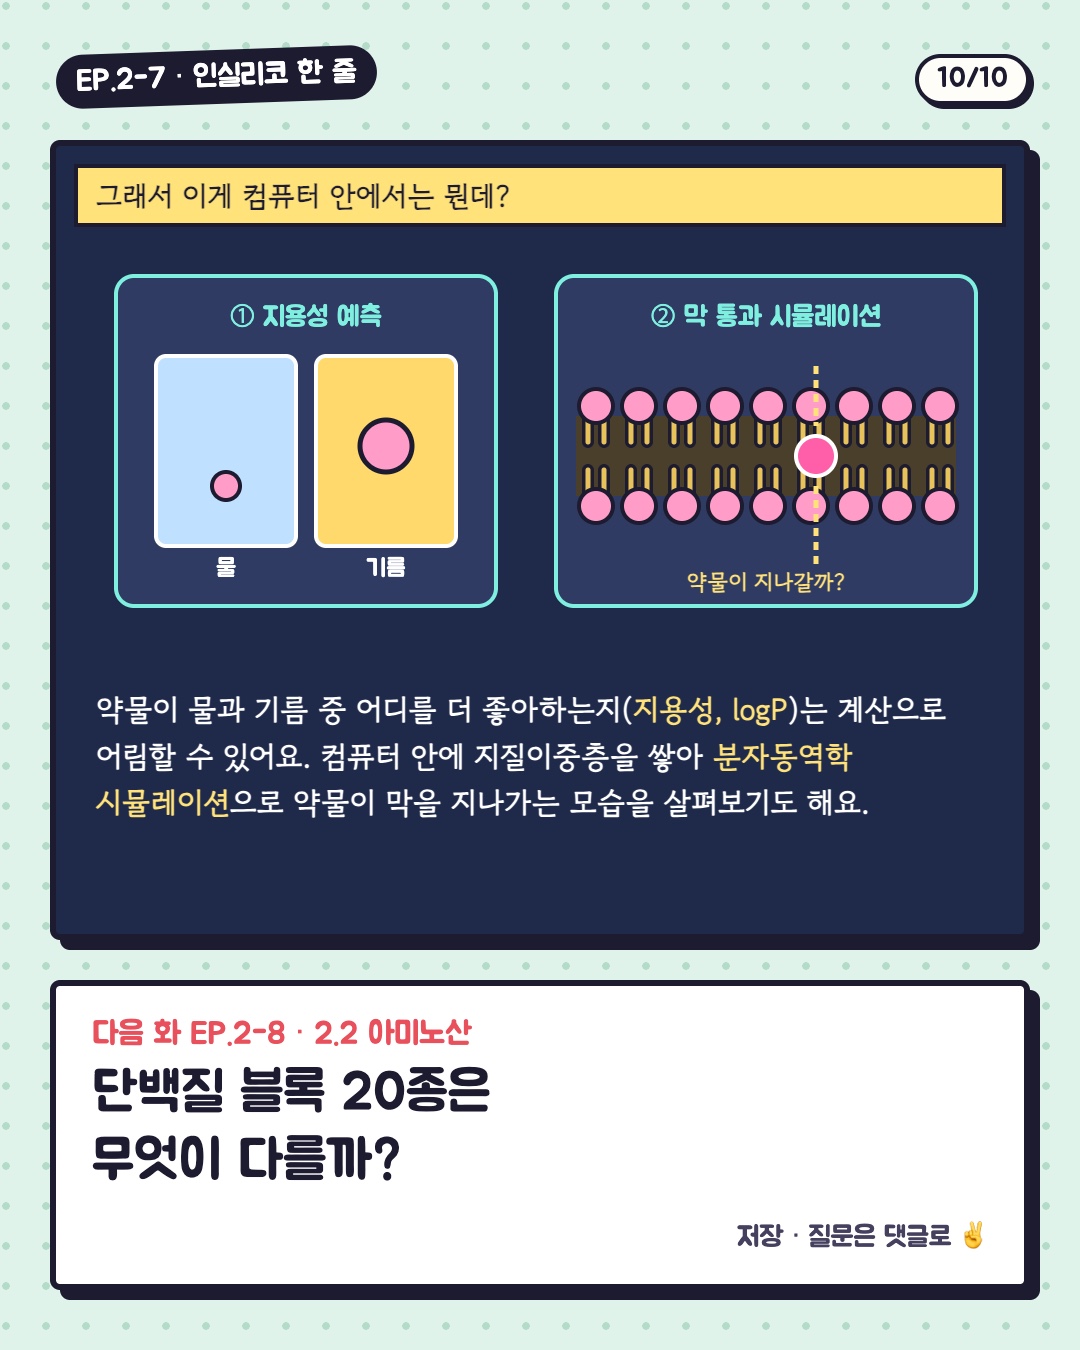 EP.2-7 · 인실리코 한 줄
10/10
그래서 이게 컴퓨터 안에서는 뭔데?
① 지용성 예측
물
기름
② 막 통과 시뮬레이션
약물이 지나갈까?
약물이 물과 기름 중 어디를 더 좋아하는지(지용성, logP)는 계산으로
어림할 수 있어요. 컴퓨터 안에 지질이중층을 쌓아 분자동역학
시뮬레이션으로 약물이 막을 지나가는 모습을 살펴보기도 해요.
다음 화 EP.2-8 · 2.2 아미노산
단백질 블록 20종은
무엇이 다를까?
저장 · 질문은 댓글로 ✌️